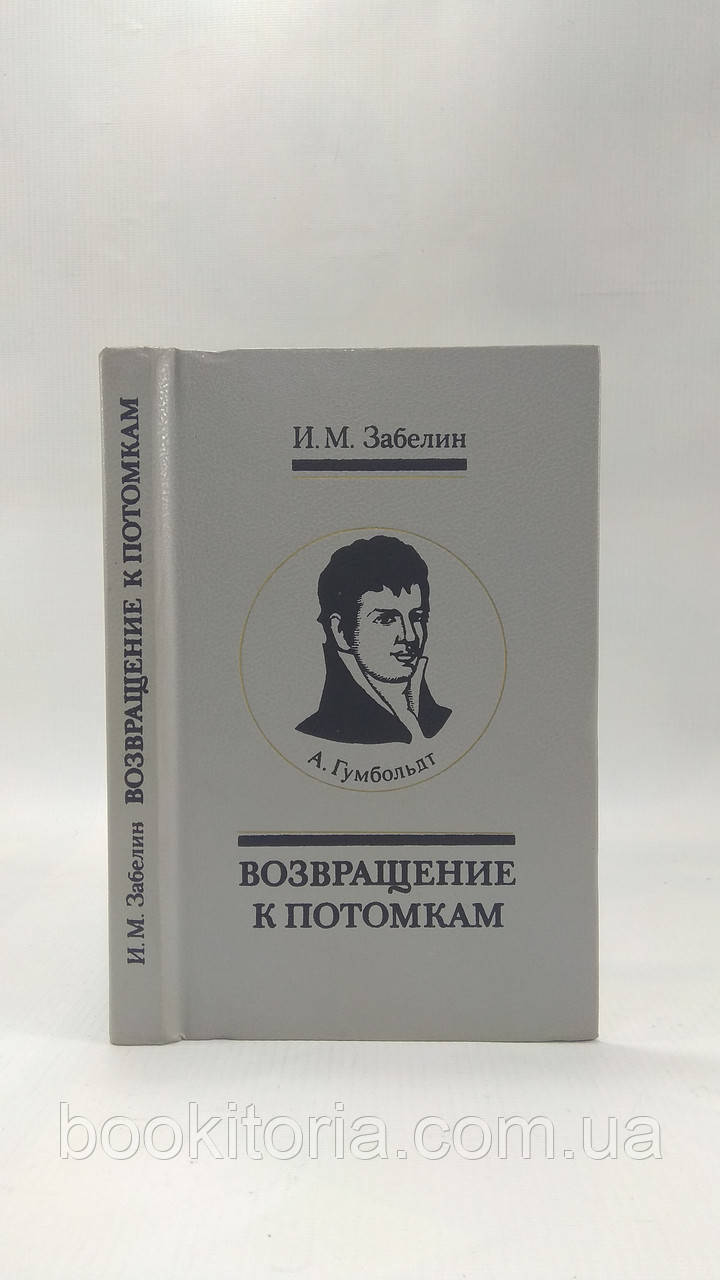 И. М. Забелин ВОЗВРАЩЕНИЕ К ПОТОМКАМ
И. М. Забелин
А. Гумбольдт
ВОЗВРАЩЕНИЕ
К ПОТОМКАМ
bookitoria.com.ua